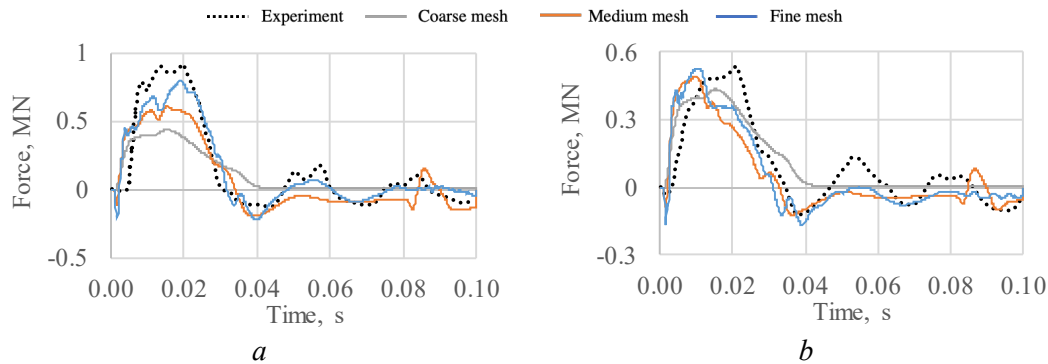 Experiment Coarse mesh Medium mesh Fine mesh
1
0.5
0
-0.5
Force, MN
0.00 0.02 0.04 0.06 0.08 0.10
Time, s
a
0.6
0.3
0
-0.3
Force, MN
0.00 0.02 0.04 0.06 0.08 0.10
Time, s
b